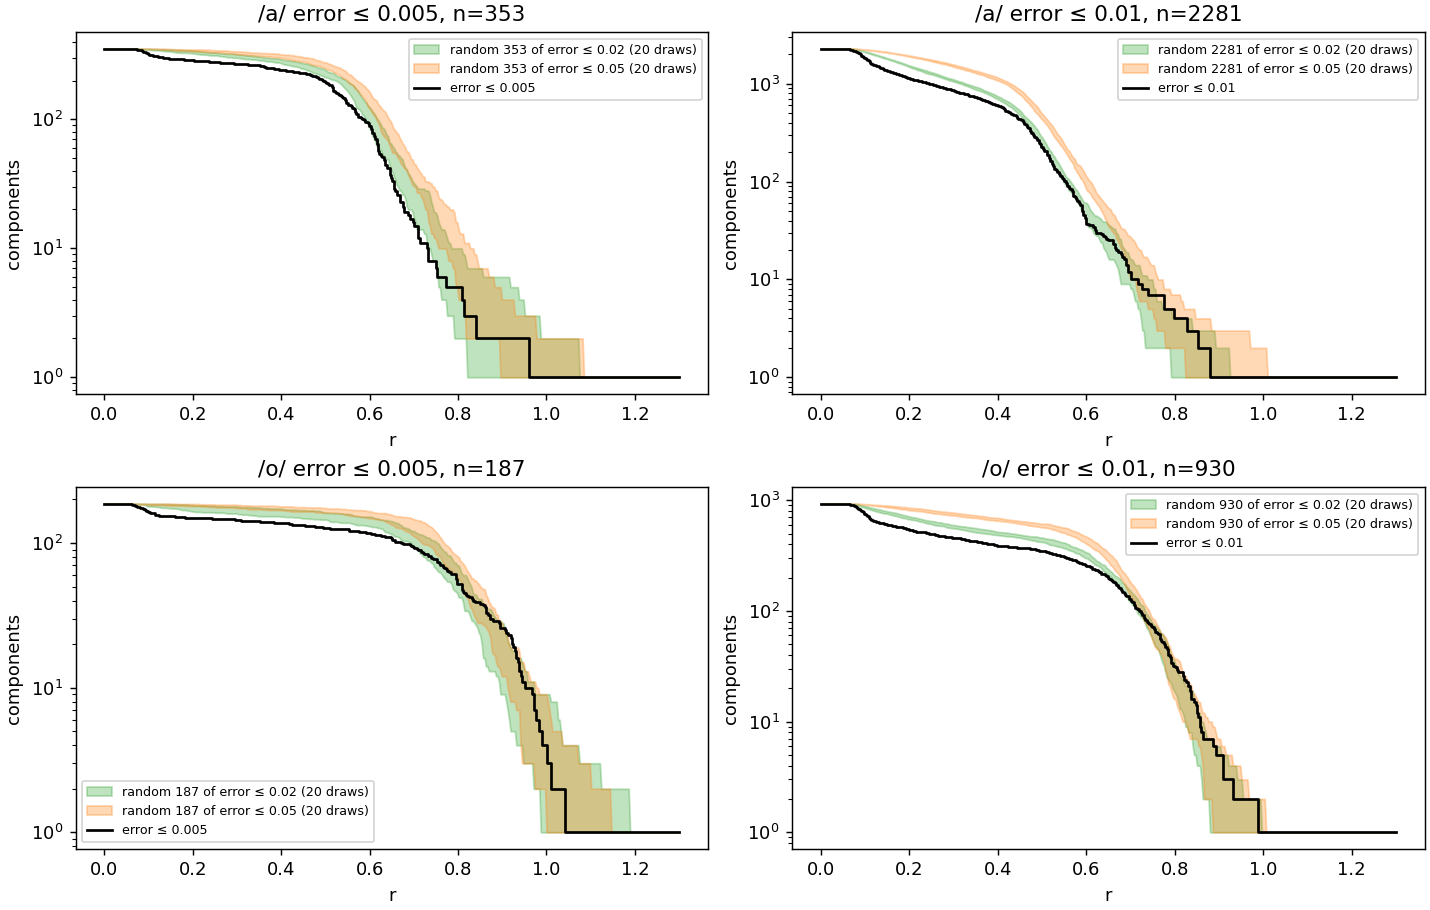 /a/ error ≤ 0.005, n=353
components
10²
10¹
10⁰
random 353 of error ≤ 0.02 (20 draws)
random 353 of error ≤ 0.05 (20 draws)
error ≤ 0.005
0.0 0.2 0.4 0.6 0.8 1.0 1.2
r
/a/ error ≤ 0.01, n=2281
components
10³
10²
10¹
10⁰
random 2281 of error ≤ 0.02 (20 draws)
random 2281 of error ≤ 0.05 (20 draws)
error ≤ 0.01
0.0 0.2 0.4 0.6 0.8 1.0 1.2
r
/o/ error ≤ 0.005, n=187
components
10²
10¹
10⁰
random 187 of error ≤ 0.02 (20 draws)
random 187 of error ≤ 0.05 (20 draws)
error ≤ 0.005
0.0 0.2 0.4 0.6 0.8 1.0 1.2
r
/o/ error ≤ 0.01, n=930
components
10³
10²
10¹
10⁰
random 930 of error ≤ 0.02 (20 draws)
random 930 of error ≤ 0.05 (20 draws)
error ≤ 0.01
0.0 0.2 0.4 0.6 0.8 1.0 1.2
r